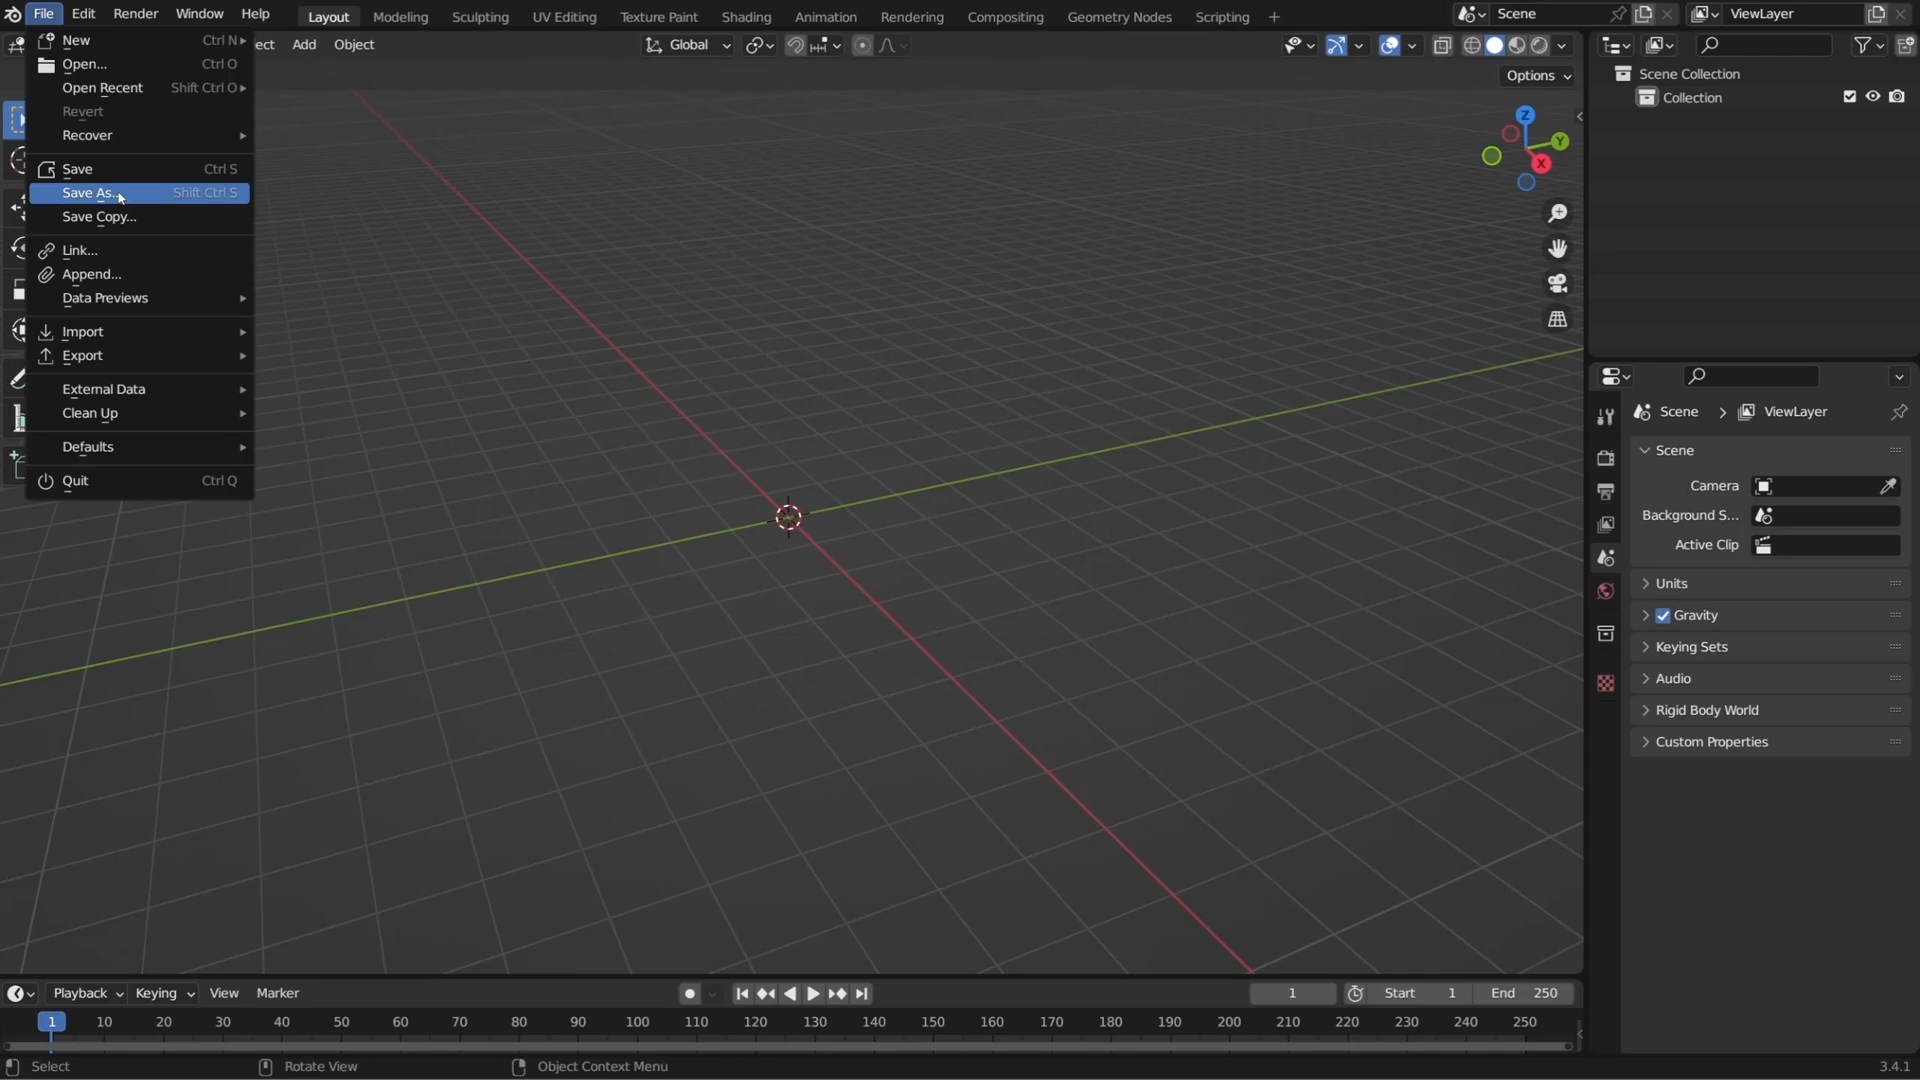 File Edit Render Window Help Layout Modeling Sculpting UV Editing Texture Paint Shading Animation Rendering Compositing Geometry Nodes Scripting + Scene ViewLayer
ect Add Object Global
Options
New Ctrl N
Open... Ctrl O
Open Recent Shift Ctrl O
Revert
Recover
Save Ctrl S
Save As... Shift Ctrl S
Save Copy...
Link...
Append...
Data Previews
Import
Export
External Data
Clean Up
Defaults
Quit Ctrl Q
Z
Y
X
Scene Collection
Collection
Scene > ViewLayer
Scene
Camera
Background S...
Active Clip
Units
Gravity
Keying Sets
Audio
Rigid Body World
Custom Properties
Playback Keying View Marker 1 Start 1 End 250
1 10 20 30 40 50 60 70 80 90 100 110 120 130 140 150 160 170 180 190 200 210 220 230 240 250
Select Rotate View Object Context Menu 3.4.1